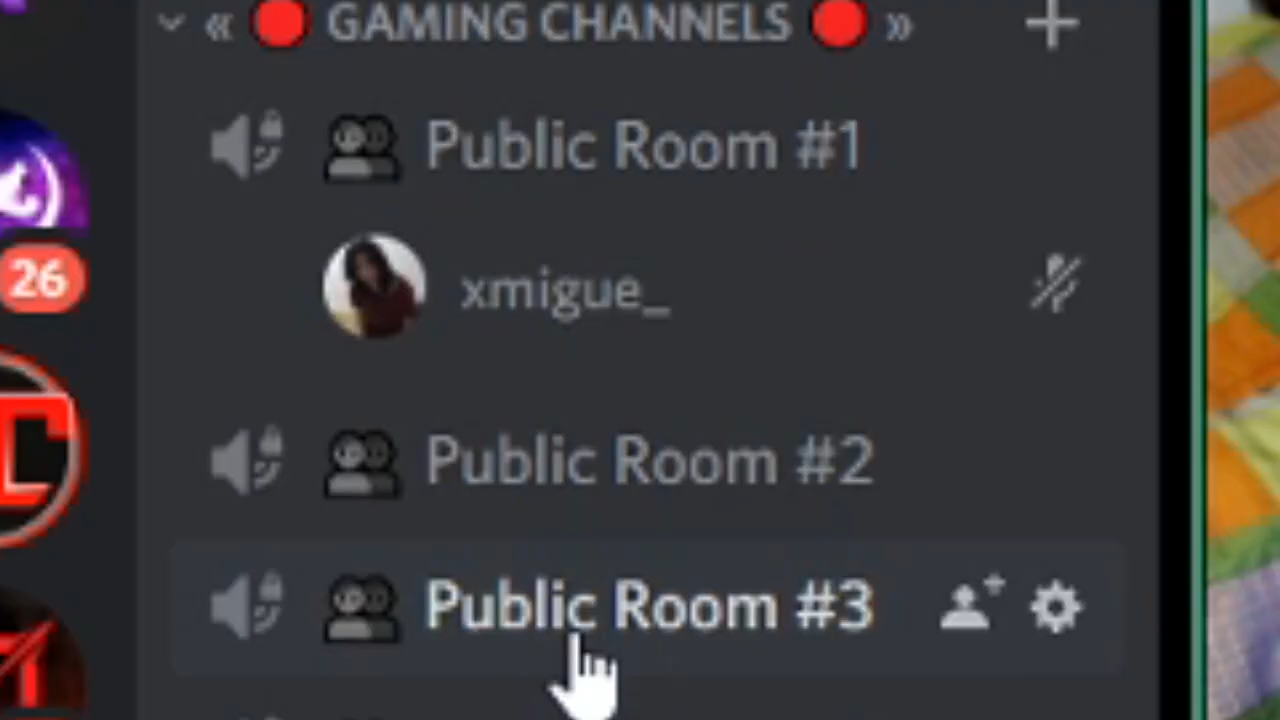 « 🔴 GAMING CHANNELS 🔴 »
Public Room #1
xmigue_
26
Public Room #2
Public Room #3